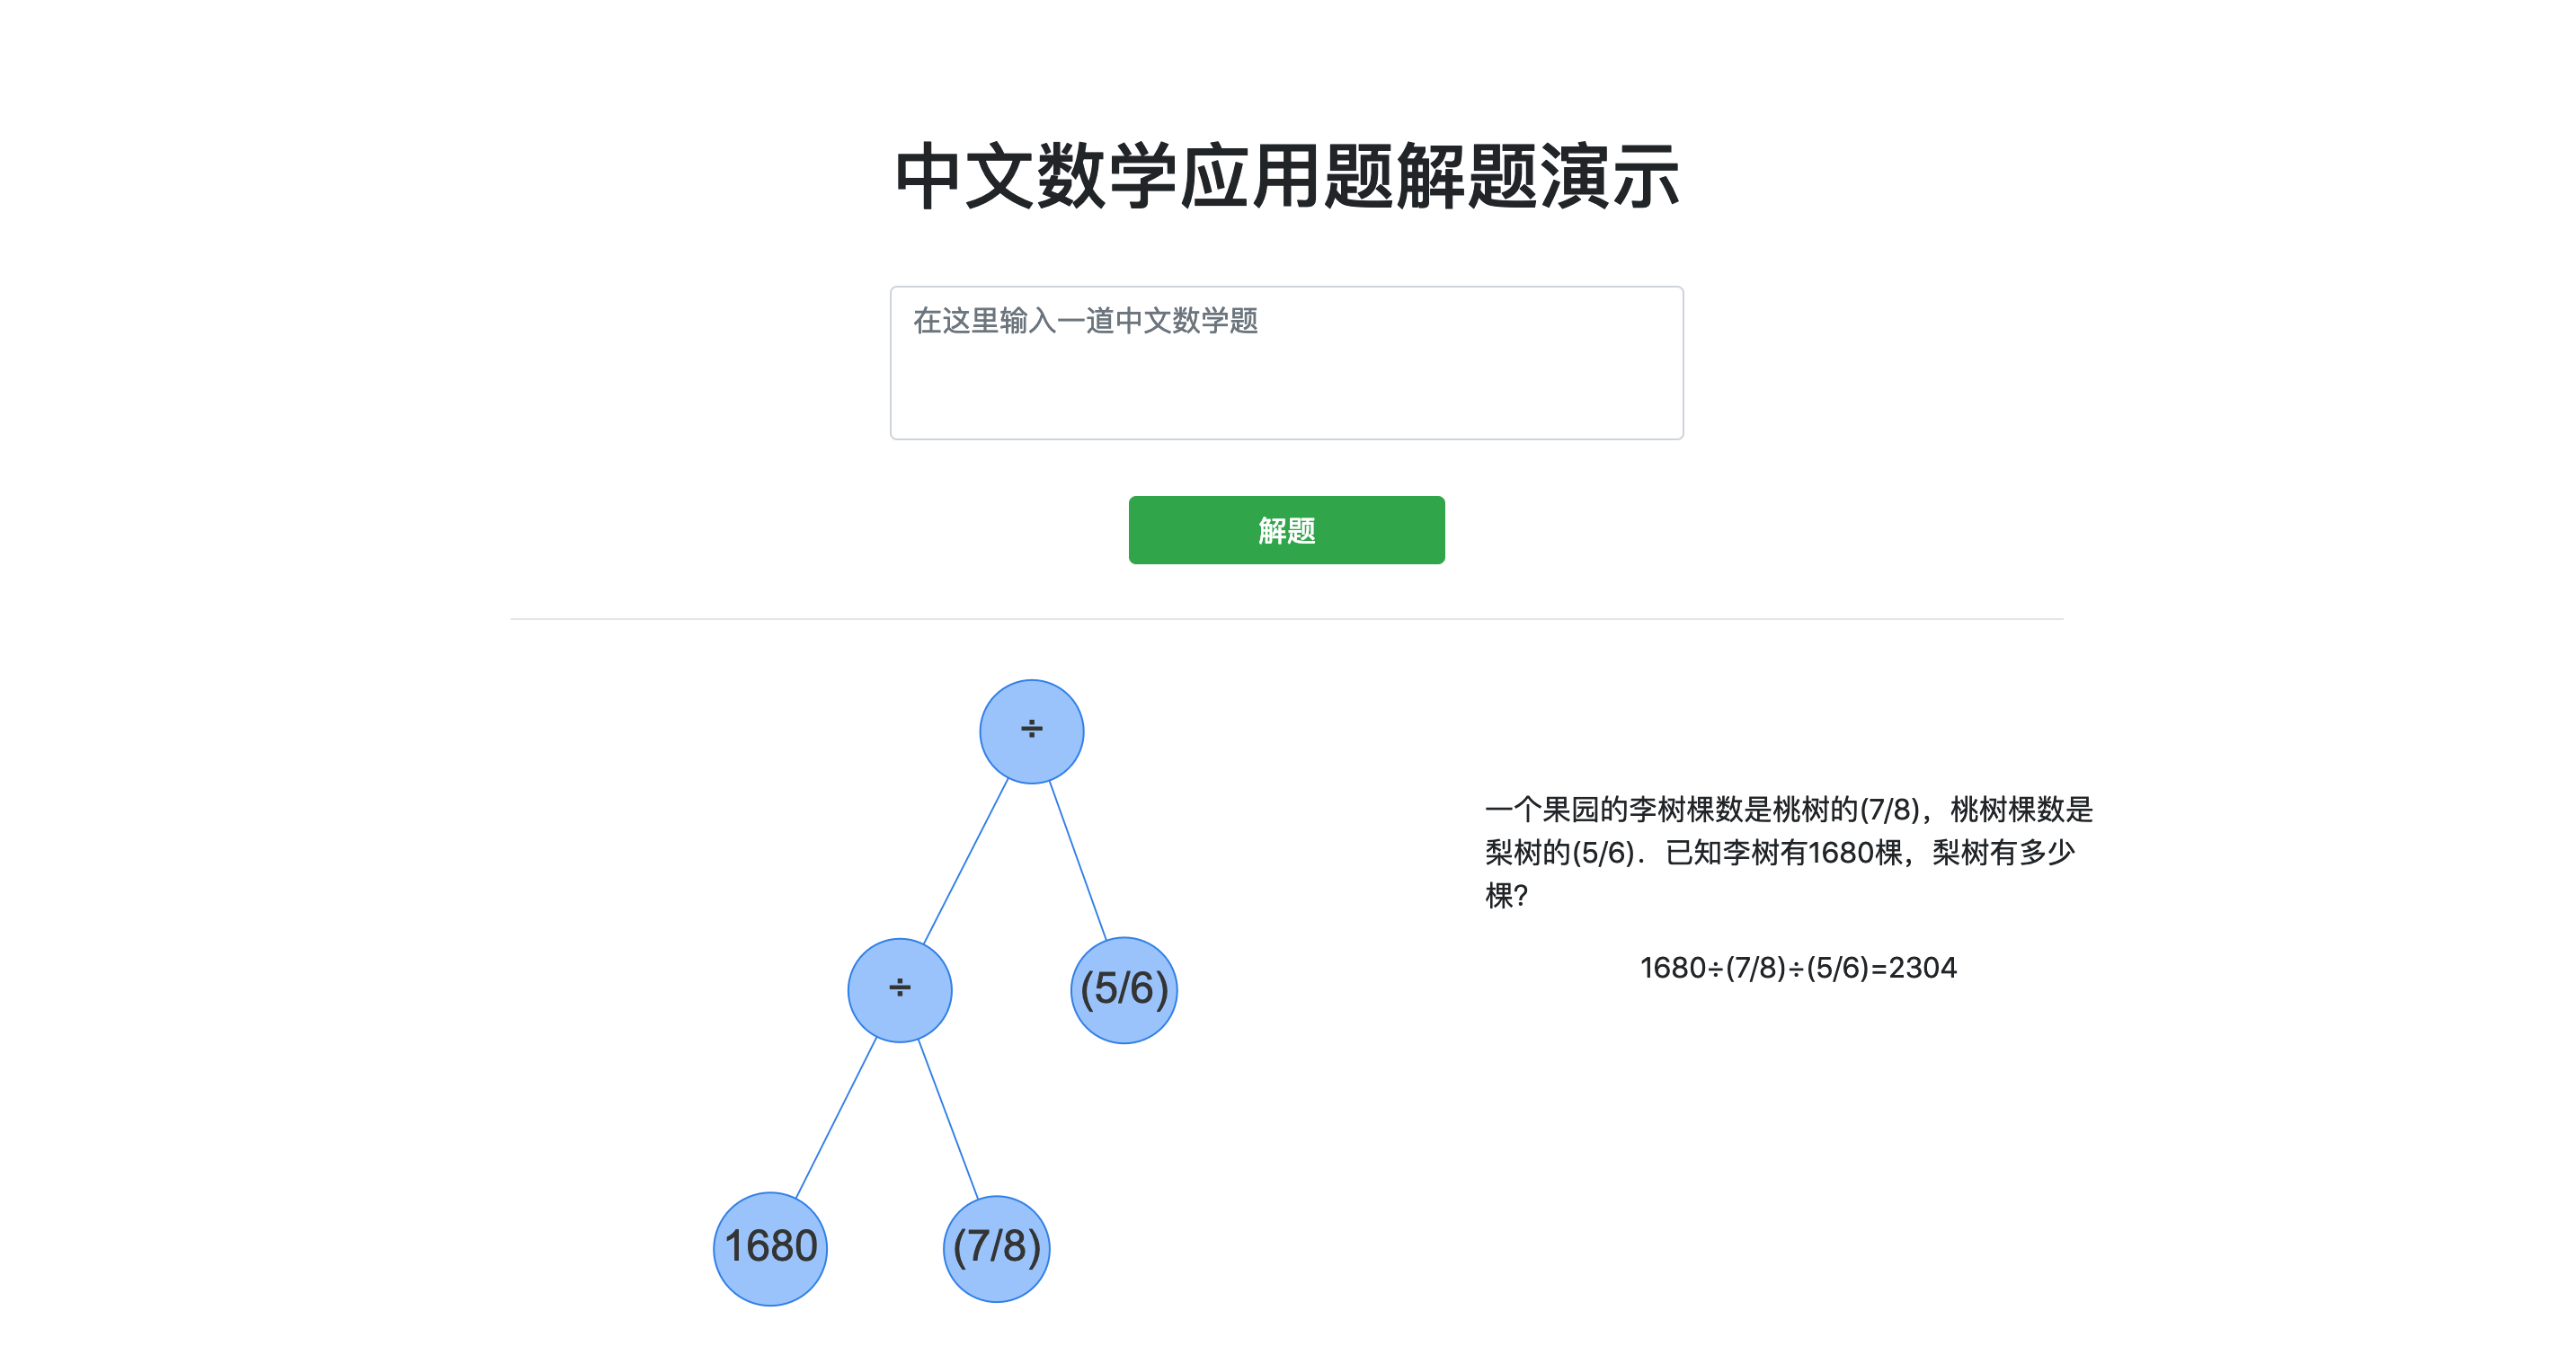 中文数学应用题解题演示
在这里输入一道中文数学题
解题
÷
÷
(5/6)
1680
(7/8)
一个果园的李树棵数是桃树的(7/8)，桃树棵数是
梨树的(5/6)．已知李树有1680棵，梨树有多少
棵？
1680÷(7/8)÷(5/6)=2304